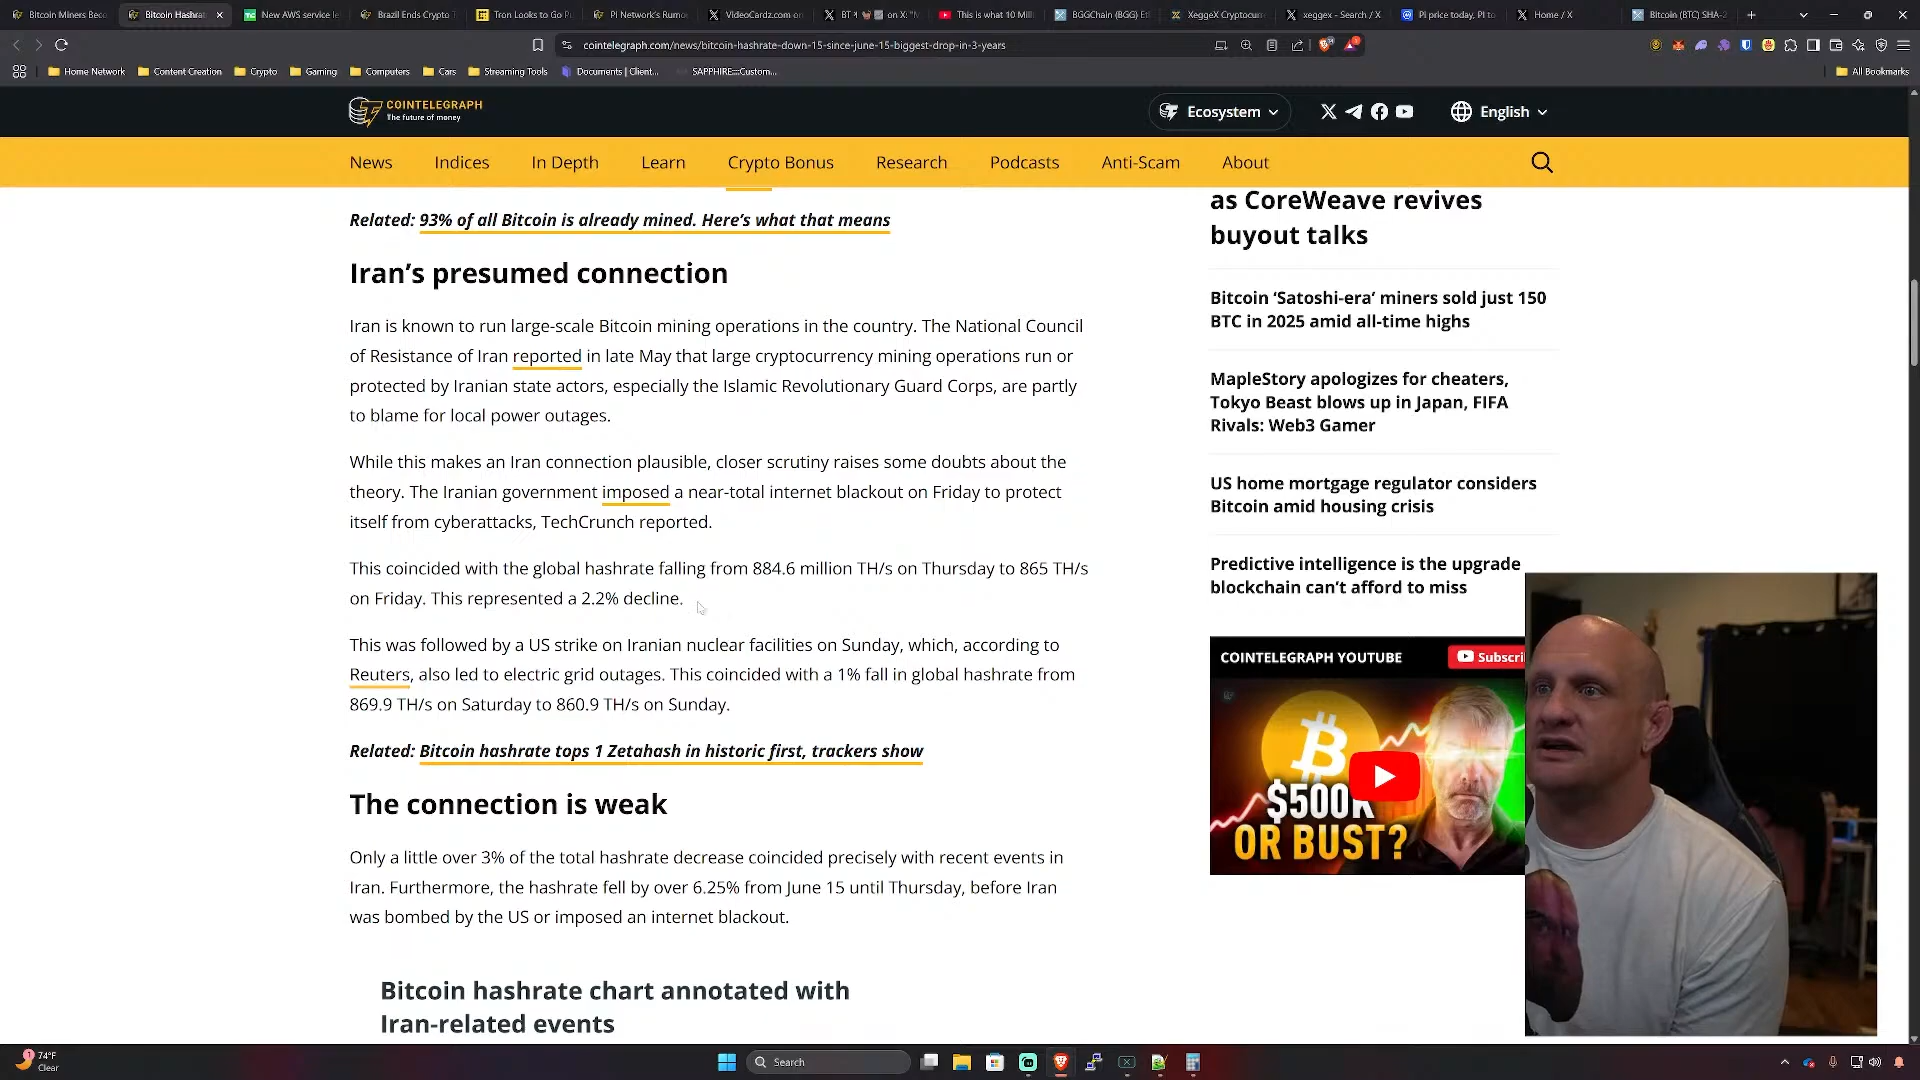 Bitcoin Miners Bec
Bitcoin Hashrat
New AWS service le
Brazil Ends Crypto T
Tron Looks to Go P
Pi Network's Rumo
VideoCardz.com on
on X: "N
This is what 10 Mill
BGGChain (BGG) Et
XeggeX Cryptocurr
xeggex - Search / X
Pi price today, PI to
Home / X
Bitcoin (BTC) SHA-2
cointelegraph.com/news/bitcoin-hashrate-down-15-since-june-15-biggest-drop-in-3-years
Home Network
Content Creation
Crypto
Gaming
Computers
Cars
Streaming Tools
Documents | Client...
SAPPHIRE::::Custom...
All Bookmarks
COINTELEGRAPH
The future of money
Ecosystem
English
News
Indices
In Depth
Learn
Crypto Bonus
Research
Podcasts
Anti-Scam
About
Related: 93% of all Bitcoin is already mined. Here's what that means
Iran's presumed connection
Iran is known to run large-scale Bitcoin mining operations in the country. The National Council
of Resistance of Iran reported in late May that large cryptocurrency mining operations run or
protected by Iranian state actors, especially the Islamic Revolutionary Guard Corps, are partly
to blame for local power outages.
While this makes an Iran connection plausible, closer scrutiny raises some doubts about the
theory. The Iranian government imposed a near-total internet blackout on Friday to protect
itself from cyberattacks, TechCrunch reported.
This coincided with the global hashrate falling from 884.6 million TH/s on Thursday to 865 TH/s
on Friday. This represented a 2.2% decline.
This was followed by a US strike on Iranian nuclear facilities on Sunday, which, according to
Reuters, also led to electric grid outages. This coincided with a 1% fall in global hashrate from
869.9 TH/s on Saturday to 860.9 TH/s on Sunday.
Related: Bitcoin hashrate tops 1 Zetahash in historic first, trackers show
The connection is weak
Only a little over 3% of the total hashrate decrease coincided precisely with recent events in
Iran. Furthermore, the hashrate fell by over 6.25% from June 15 until Thursday, before Iran
was bombed by the US or imposed an internet blackout.
Bitcoin hashrate chart annotated with
Iran-related events
as CoreWeave revives
buyout talks
Bitcoin 'Satoshi-era' miners sold just 150
BTC in 2025 amid all-time highs
MapleStory apologizes for cheaters,
Tokyo Beast blows up in Japan, FIFA
Rivals: Web3 Gamer
US home mortgage regulator considers
Bitcoin amid housing crisis
Predictive intelligence is the upgrade
blockchain can't afford to miss
COINTELEGRAPH YOUTUBE
Subscri
$500K
OR BUST?
74°F
Clear
Search